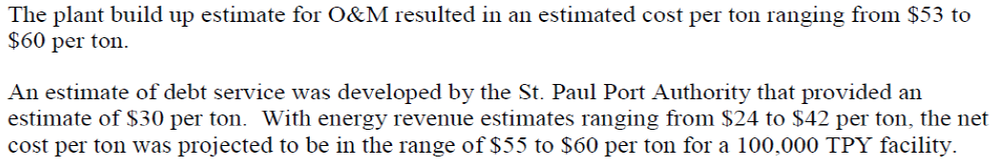 The plant build up estimate for O&M resulted in an estimated cost per ton ranging from $53 to
$60 per ton.
An estimate of debt service was developed by the St. Paul Port Authority that provided an
estimate of $30 per ton.  With energy revenue estimates ranging from $24 to $42 per ton, the net
cost per ton was projected to be in the range of $55 to $60 per ton for a 100,000 TPY facility.